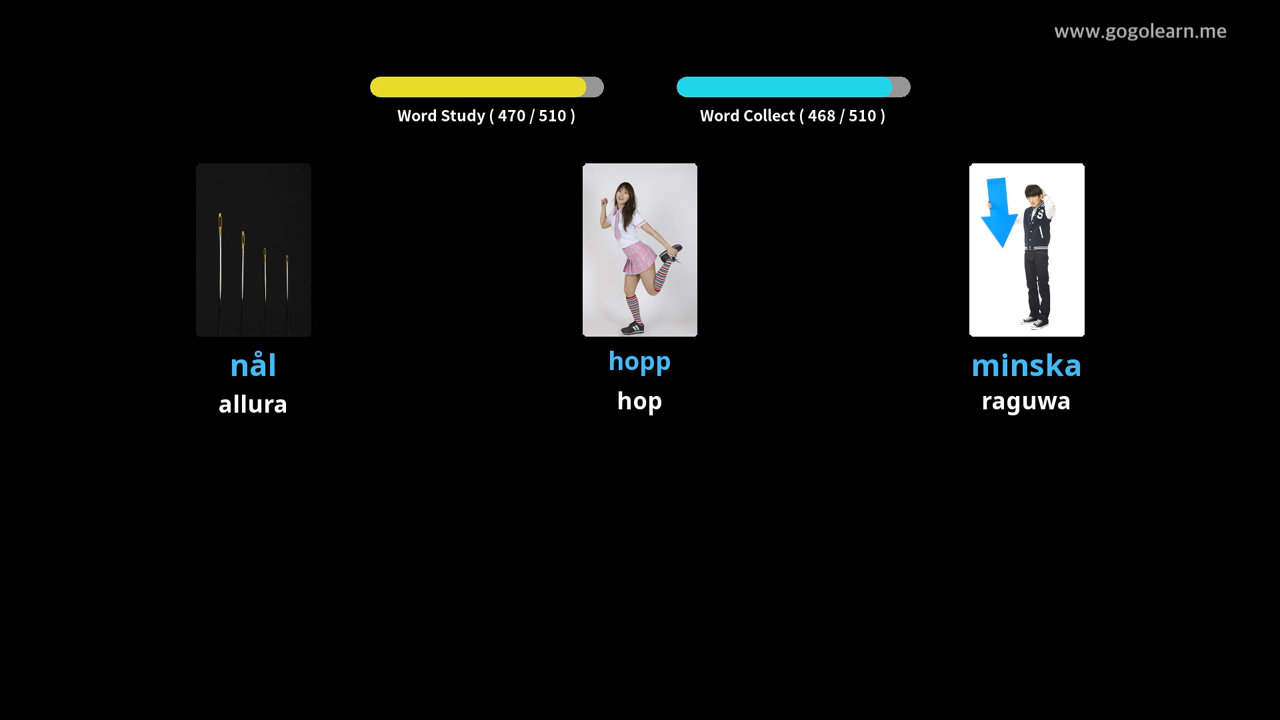 www.gogolearn.me
Word Study ( 470 / 510 )
Word Collect ( 468 / 510 )
nål
hopp
minska
allura
hop
raguwa